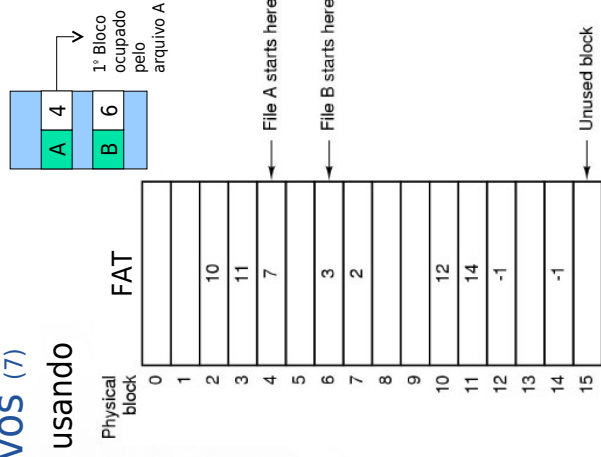 vos (7)
usando
A 4
B 6
1º Bloco
ocupado
pelo
arquivo A
FAT
Physical
block
0
1
2 10
3 11
4 7 File A starts here
5
6 3 File B starts here
7 2
8
9
10 12
11 14
12 -1
13
14 -1
15 Unused block